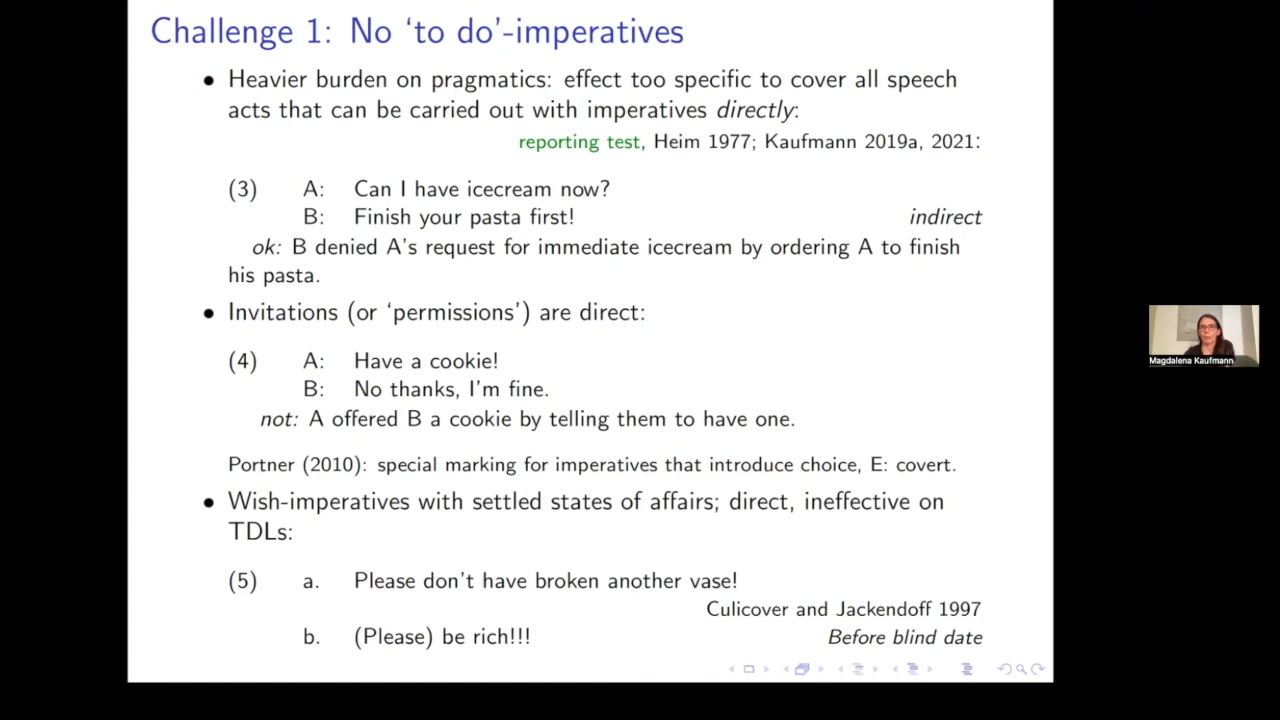 Challenge 1: No ‘to do’-imperatives
• Heavier burden on pragmatics: effect too specific to cover all speech
acts that can be carried out with imperatives directly:
reporting test, Heim 1977; Kaufmann 2019a, 2021:
(3) A: Can I have icecream now?
B: Finish your pasta first! indirect
ok: B denied A's request for immediate icecream by ordering A to finish
his pasta.
• Invitations (or ‘permissions’) are direct:
(4) A: Have a cookie!
B: No thanks, I'm fine.
not: A offered B a cookie by telling them to have one.
Portner (2010): special marking for imperatives that introduce choice, E: covert.
• Wish-imperatives with settled states of affairs; direct, ineffective on
TDLs:
(5) a. Please don't have broken another vase!
Culicover and Jackendoff 1997
b. (Please) be rich!!! Before blind date
Magdalena Kaufmann